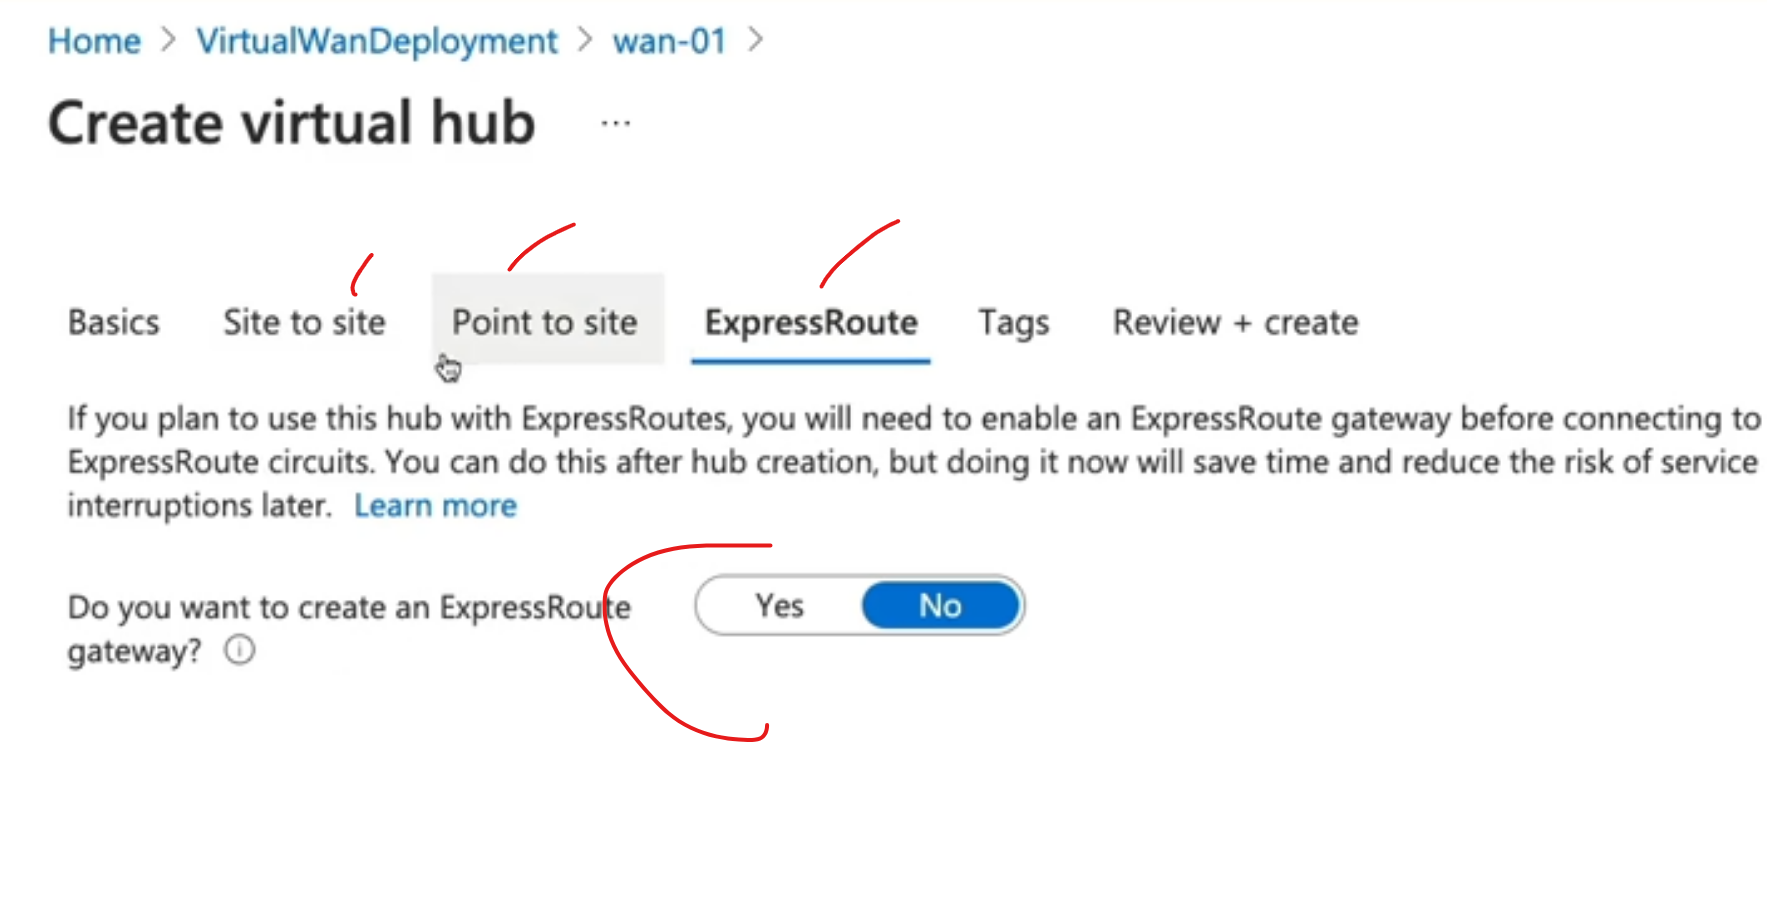 Home > VirtualWanDeployment > wan-01 >
Create virtual hub ...
Basics Site to site Point to site ExpressRoute Tags Review + create
If you plan to use this hub with ExpressRoutes, you will need to enable an ExpressRoute gateway before connecting to
ExpressRoute circuits. You can do this after hub creation, but doing it now will save time and reduce the risk of service
interruptions later. Learn more
Do you want to create an ExpressRoute Yes No
gateway?